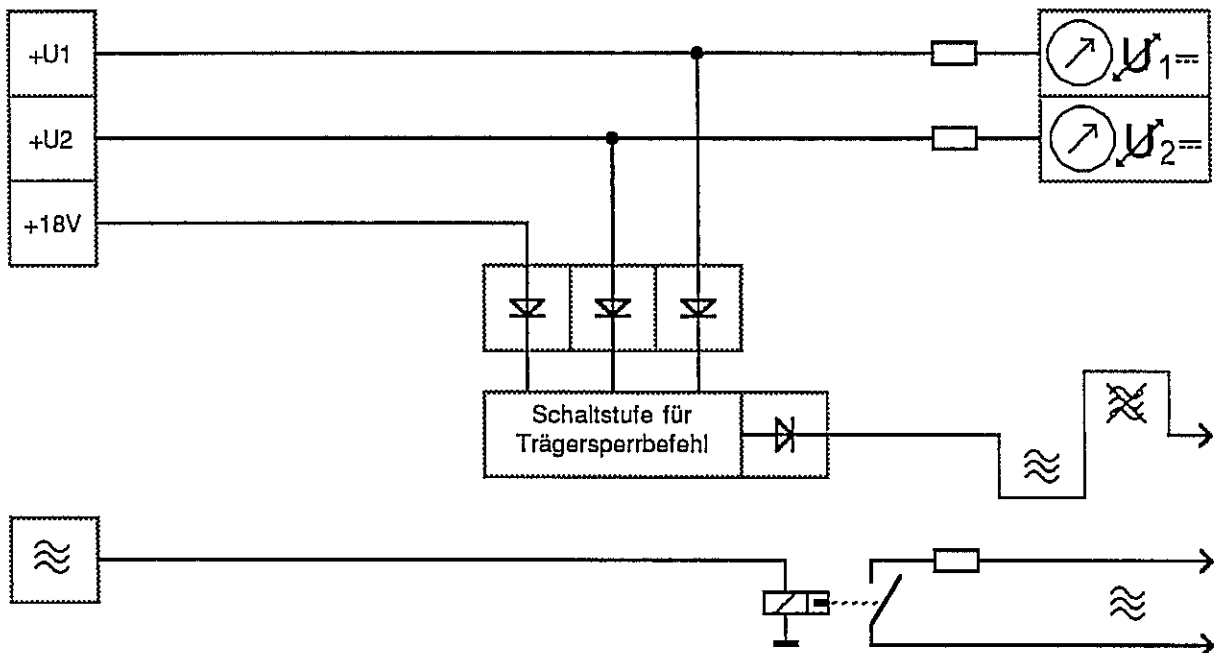 +U1
U1
+U2
U2
+18V
Schaltstufe für
Trägersperrbefehl